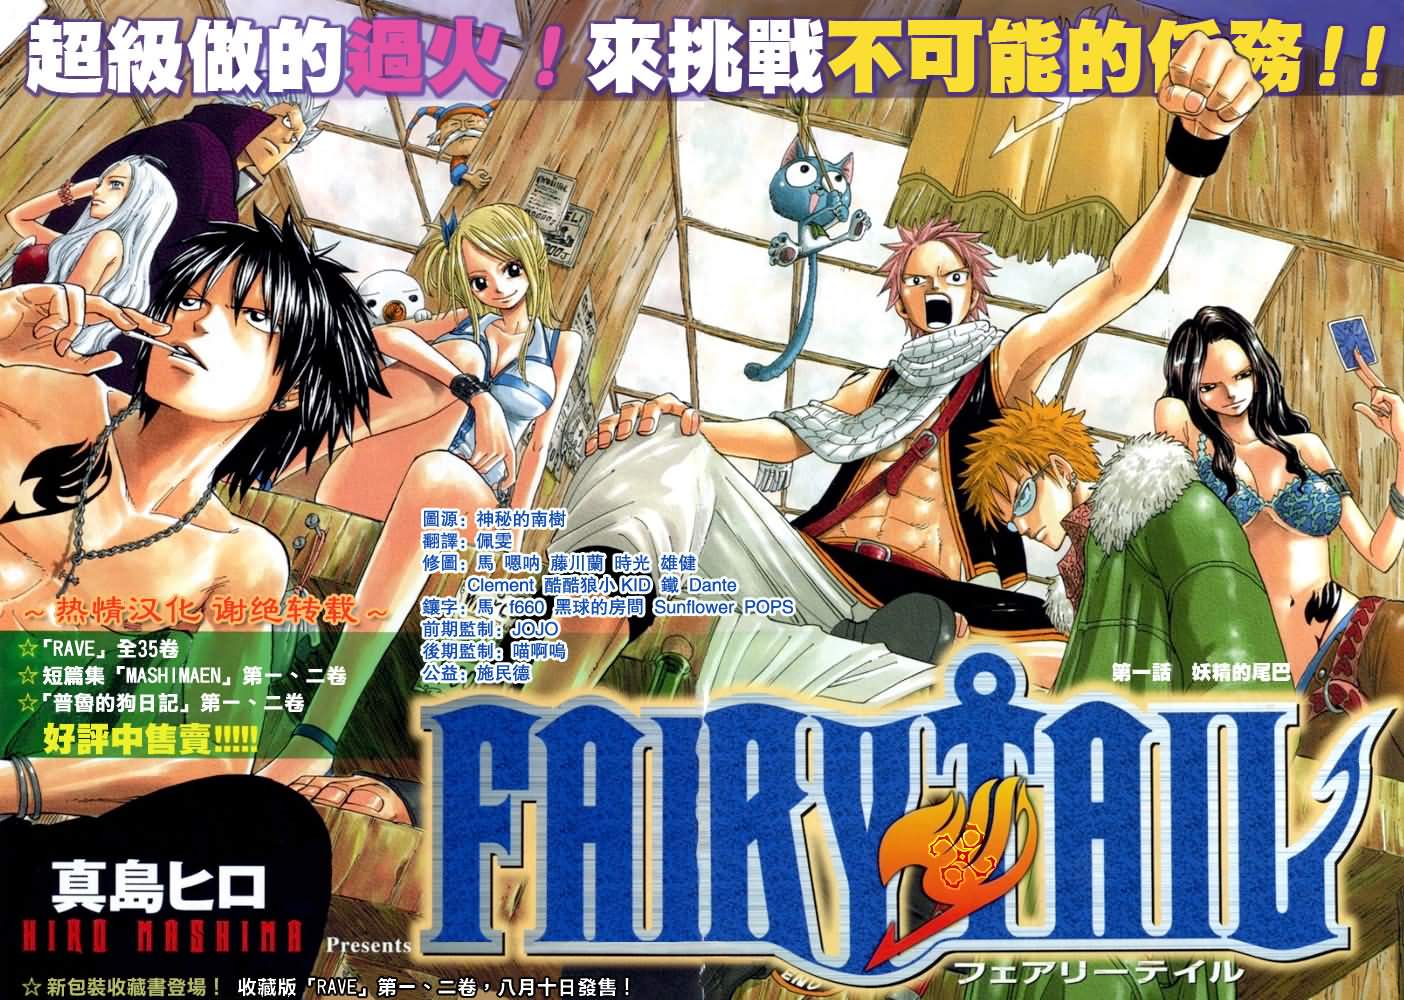 超級做的過火！來挑戰不可能的任務!!
圖源：神秘的南樹
翻譯：佩雯
修圖：馬 嗯吶 藤川蘭 時光 雄健
Clement 酷酷狼小KID 鐵 Dante
鑲字：馬 f660 黑球的房間 Sunflower POPS
前期監制：JOJO
後期監制：喵啊嗚
公益：施民德
～热情汉化 谢绝转载～
☆「RAVE」全35卷
☆短篇集「MASHIMAEN」第一、二卷
☆「普魯的狗日記」第一、二卷
好評中售賣!!!!!
第一話 妖精的尾巴
FAIRY TAIL
フェアリーテイル
真島ヒロ
HIRO MASHIMA Presents
☆新包裝收藏書登場！ 收藏版「RAVE」第一、二卷，八月十日發售！